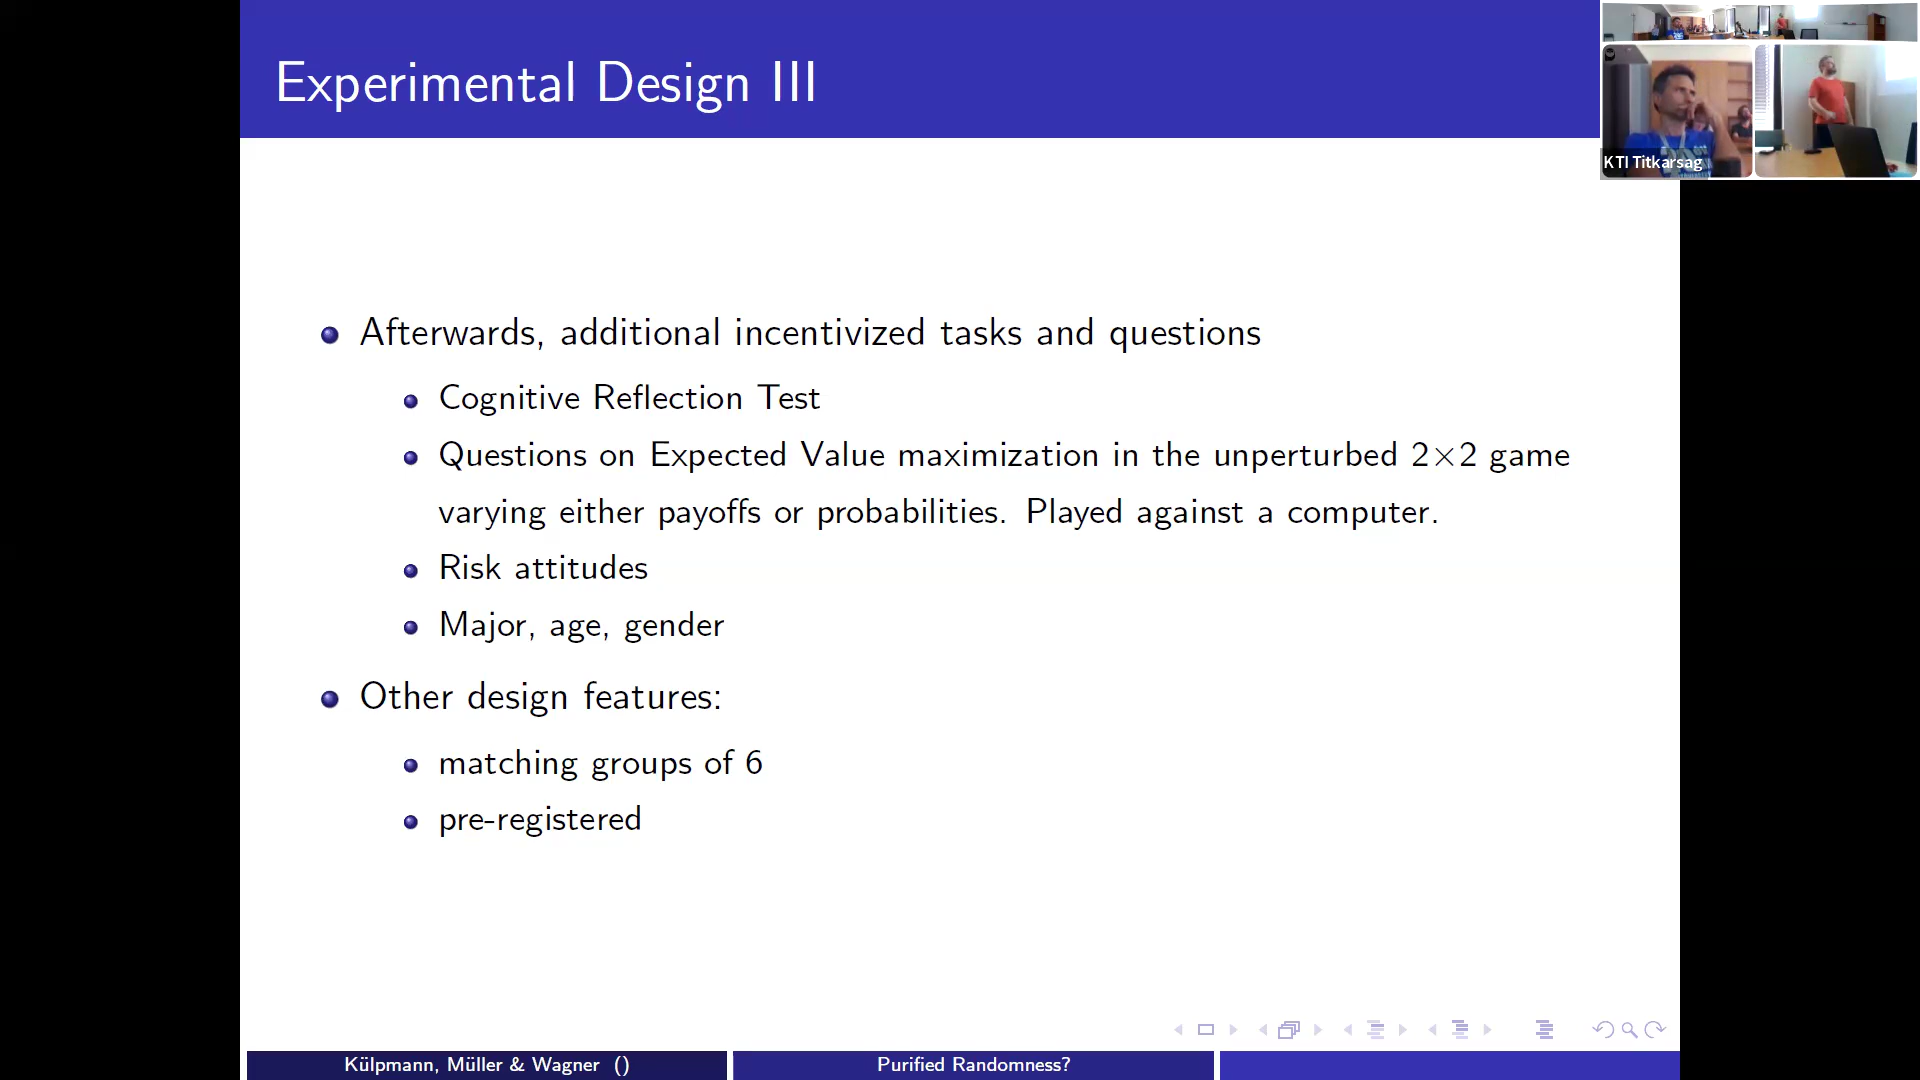 Experimental Design III
KTI Titkarsag
Afterwards, additional incentivized tasks and questions
Cognitive Reflection Test
Questions on Expected Value maximization in the unperturbed 2×2 game
varying either payoffs or probabilities. Played against a computer.
Risk attitudes
Major, age, gender
Other design features:
matching groups of 6
pre-registered
Külpmann, Müller & Wagner ()
Purified Randomness?